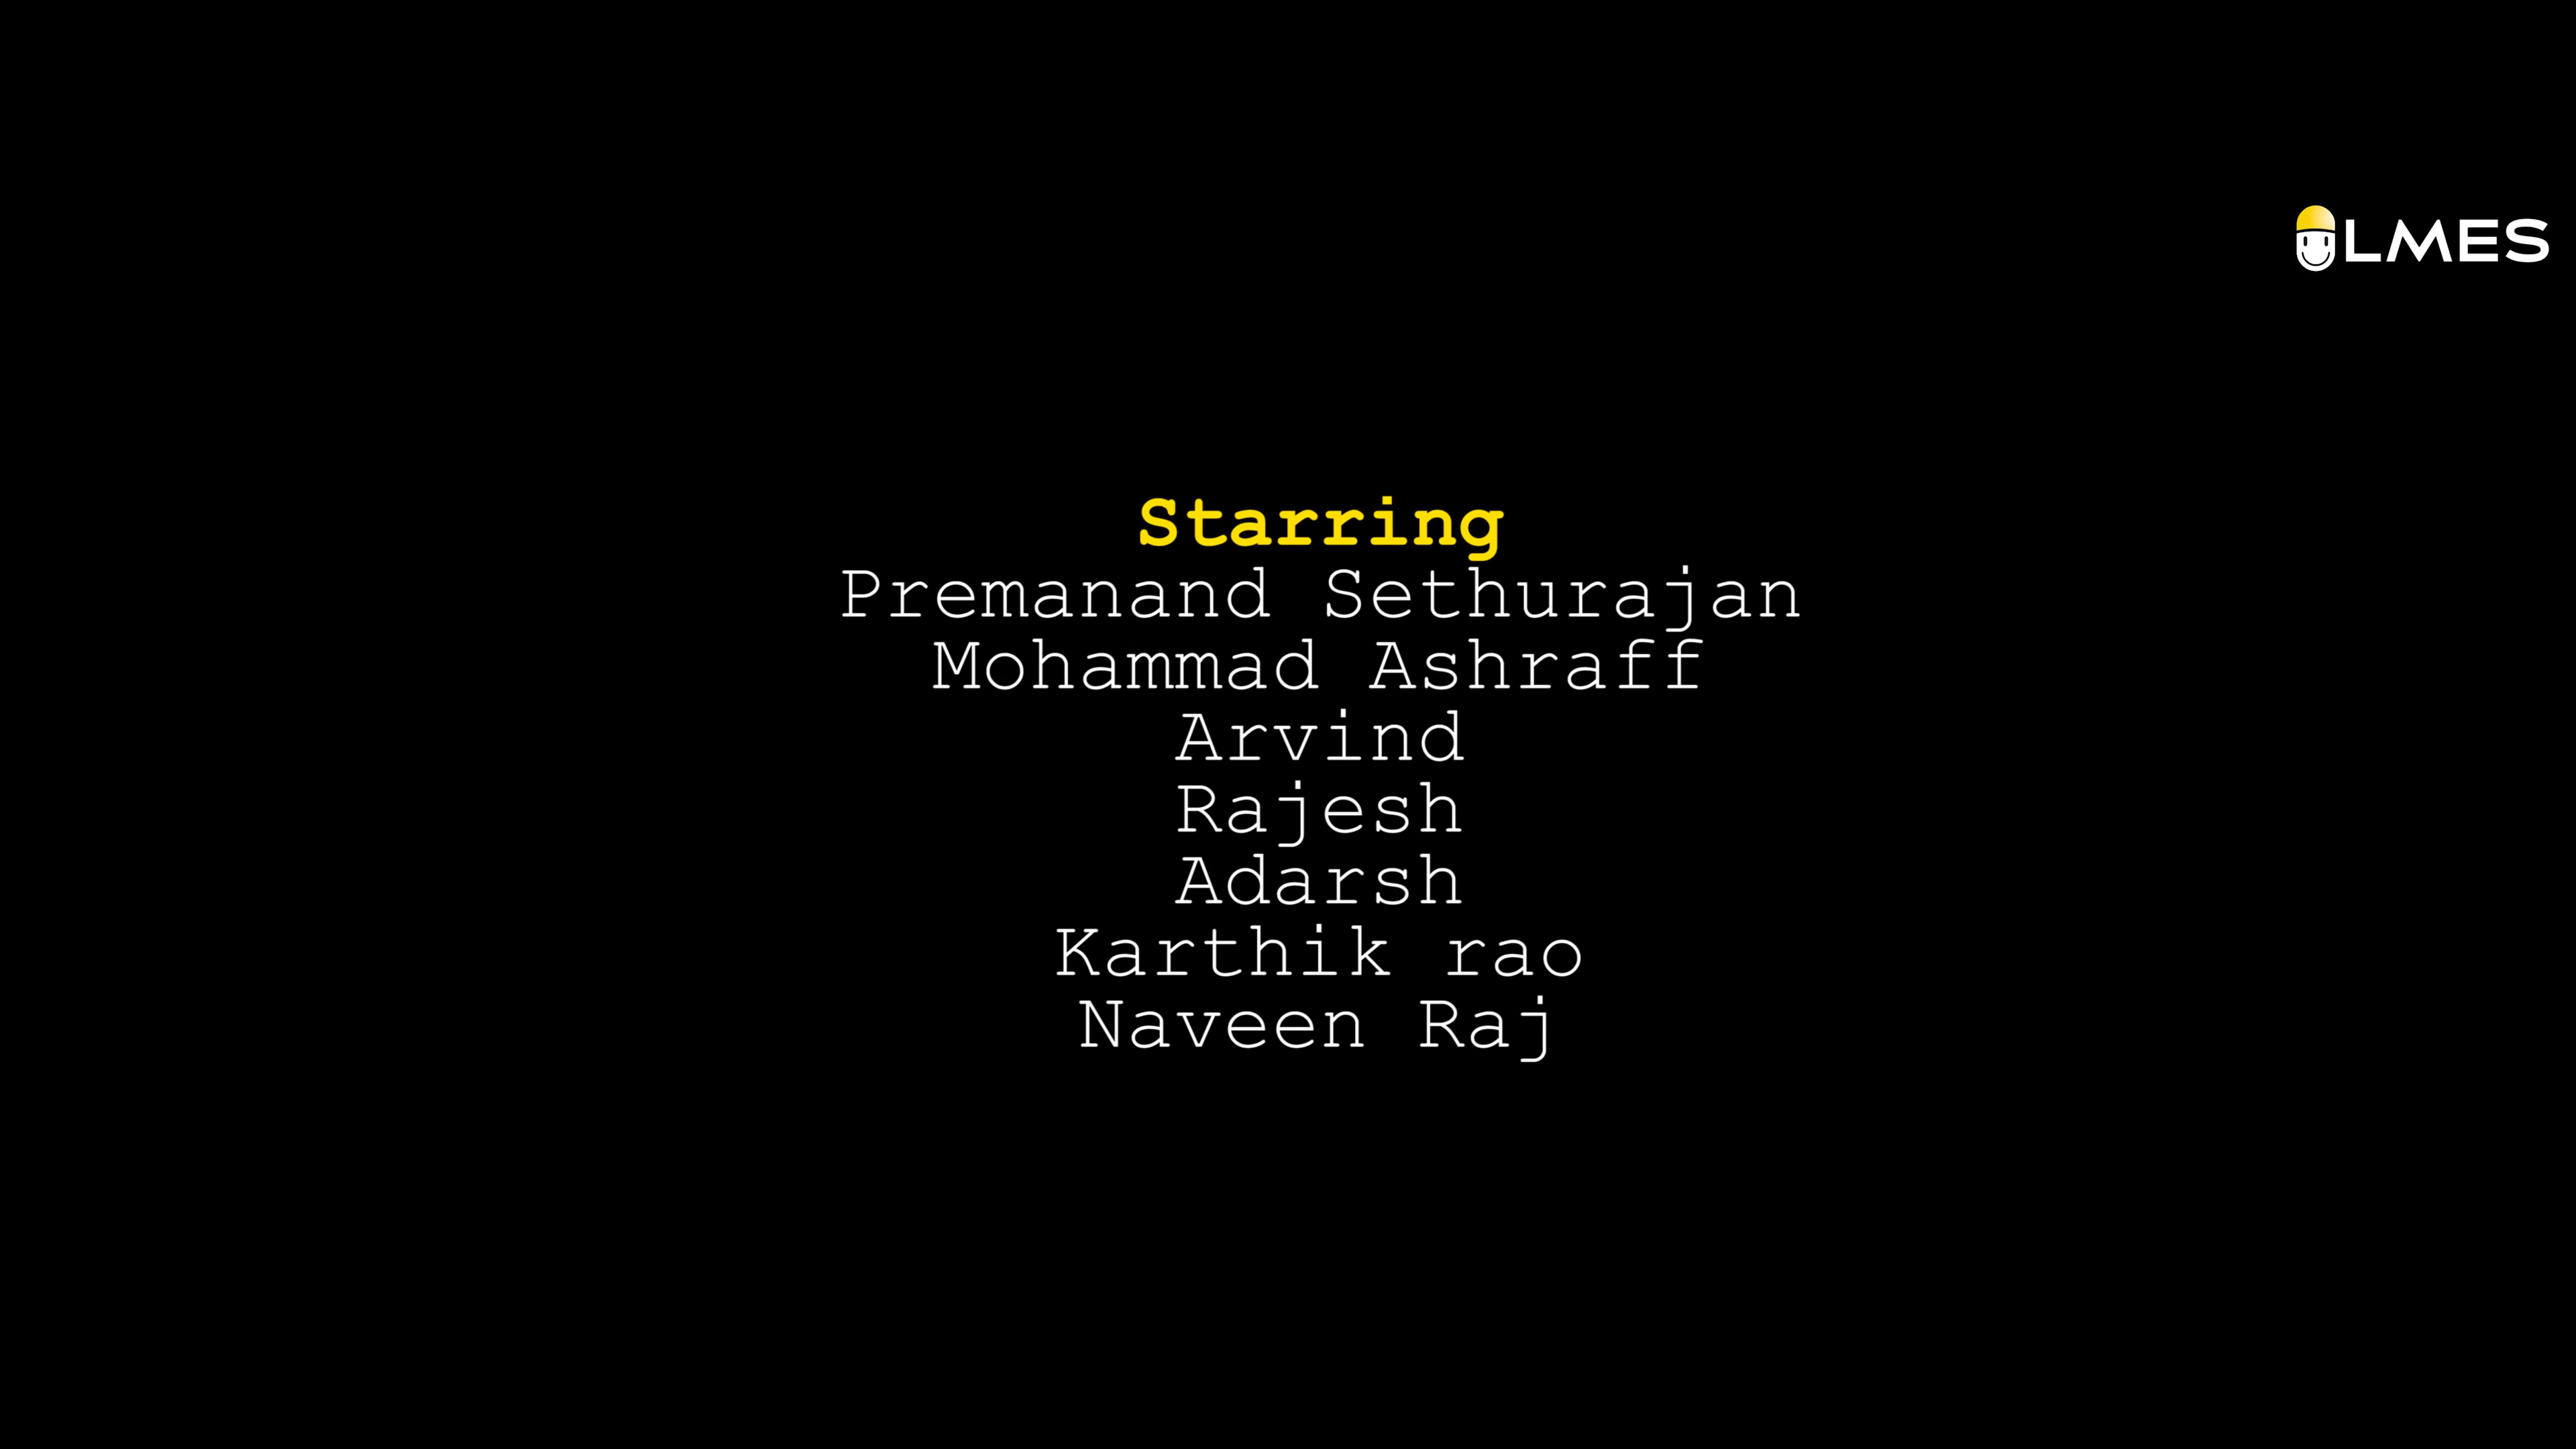 LMES
Starring
Premanand Sethurajan
Mohammad Ashraff
Arvind
Rajesh
Adarsh
Karthik rao
Naveen Raj